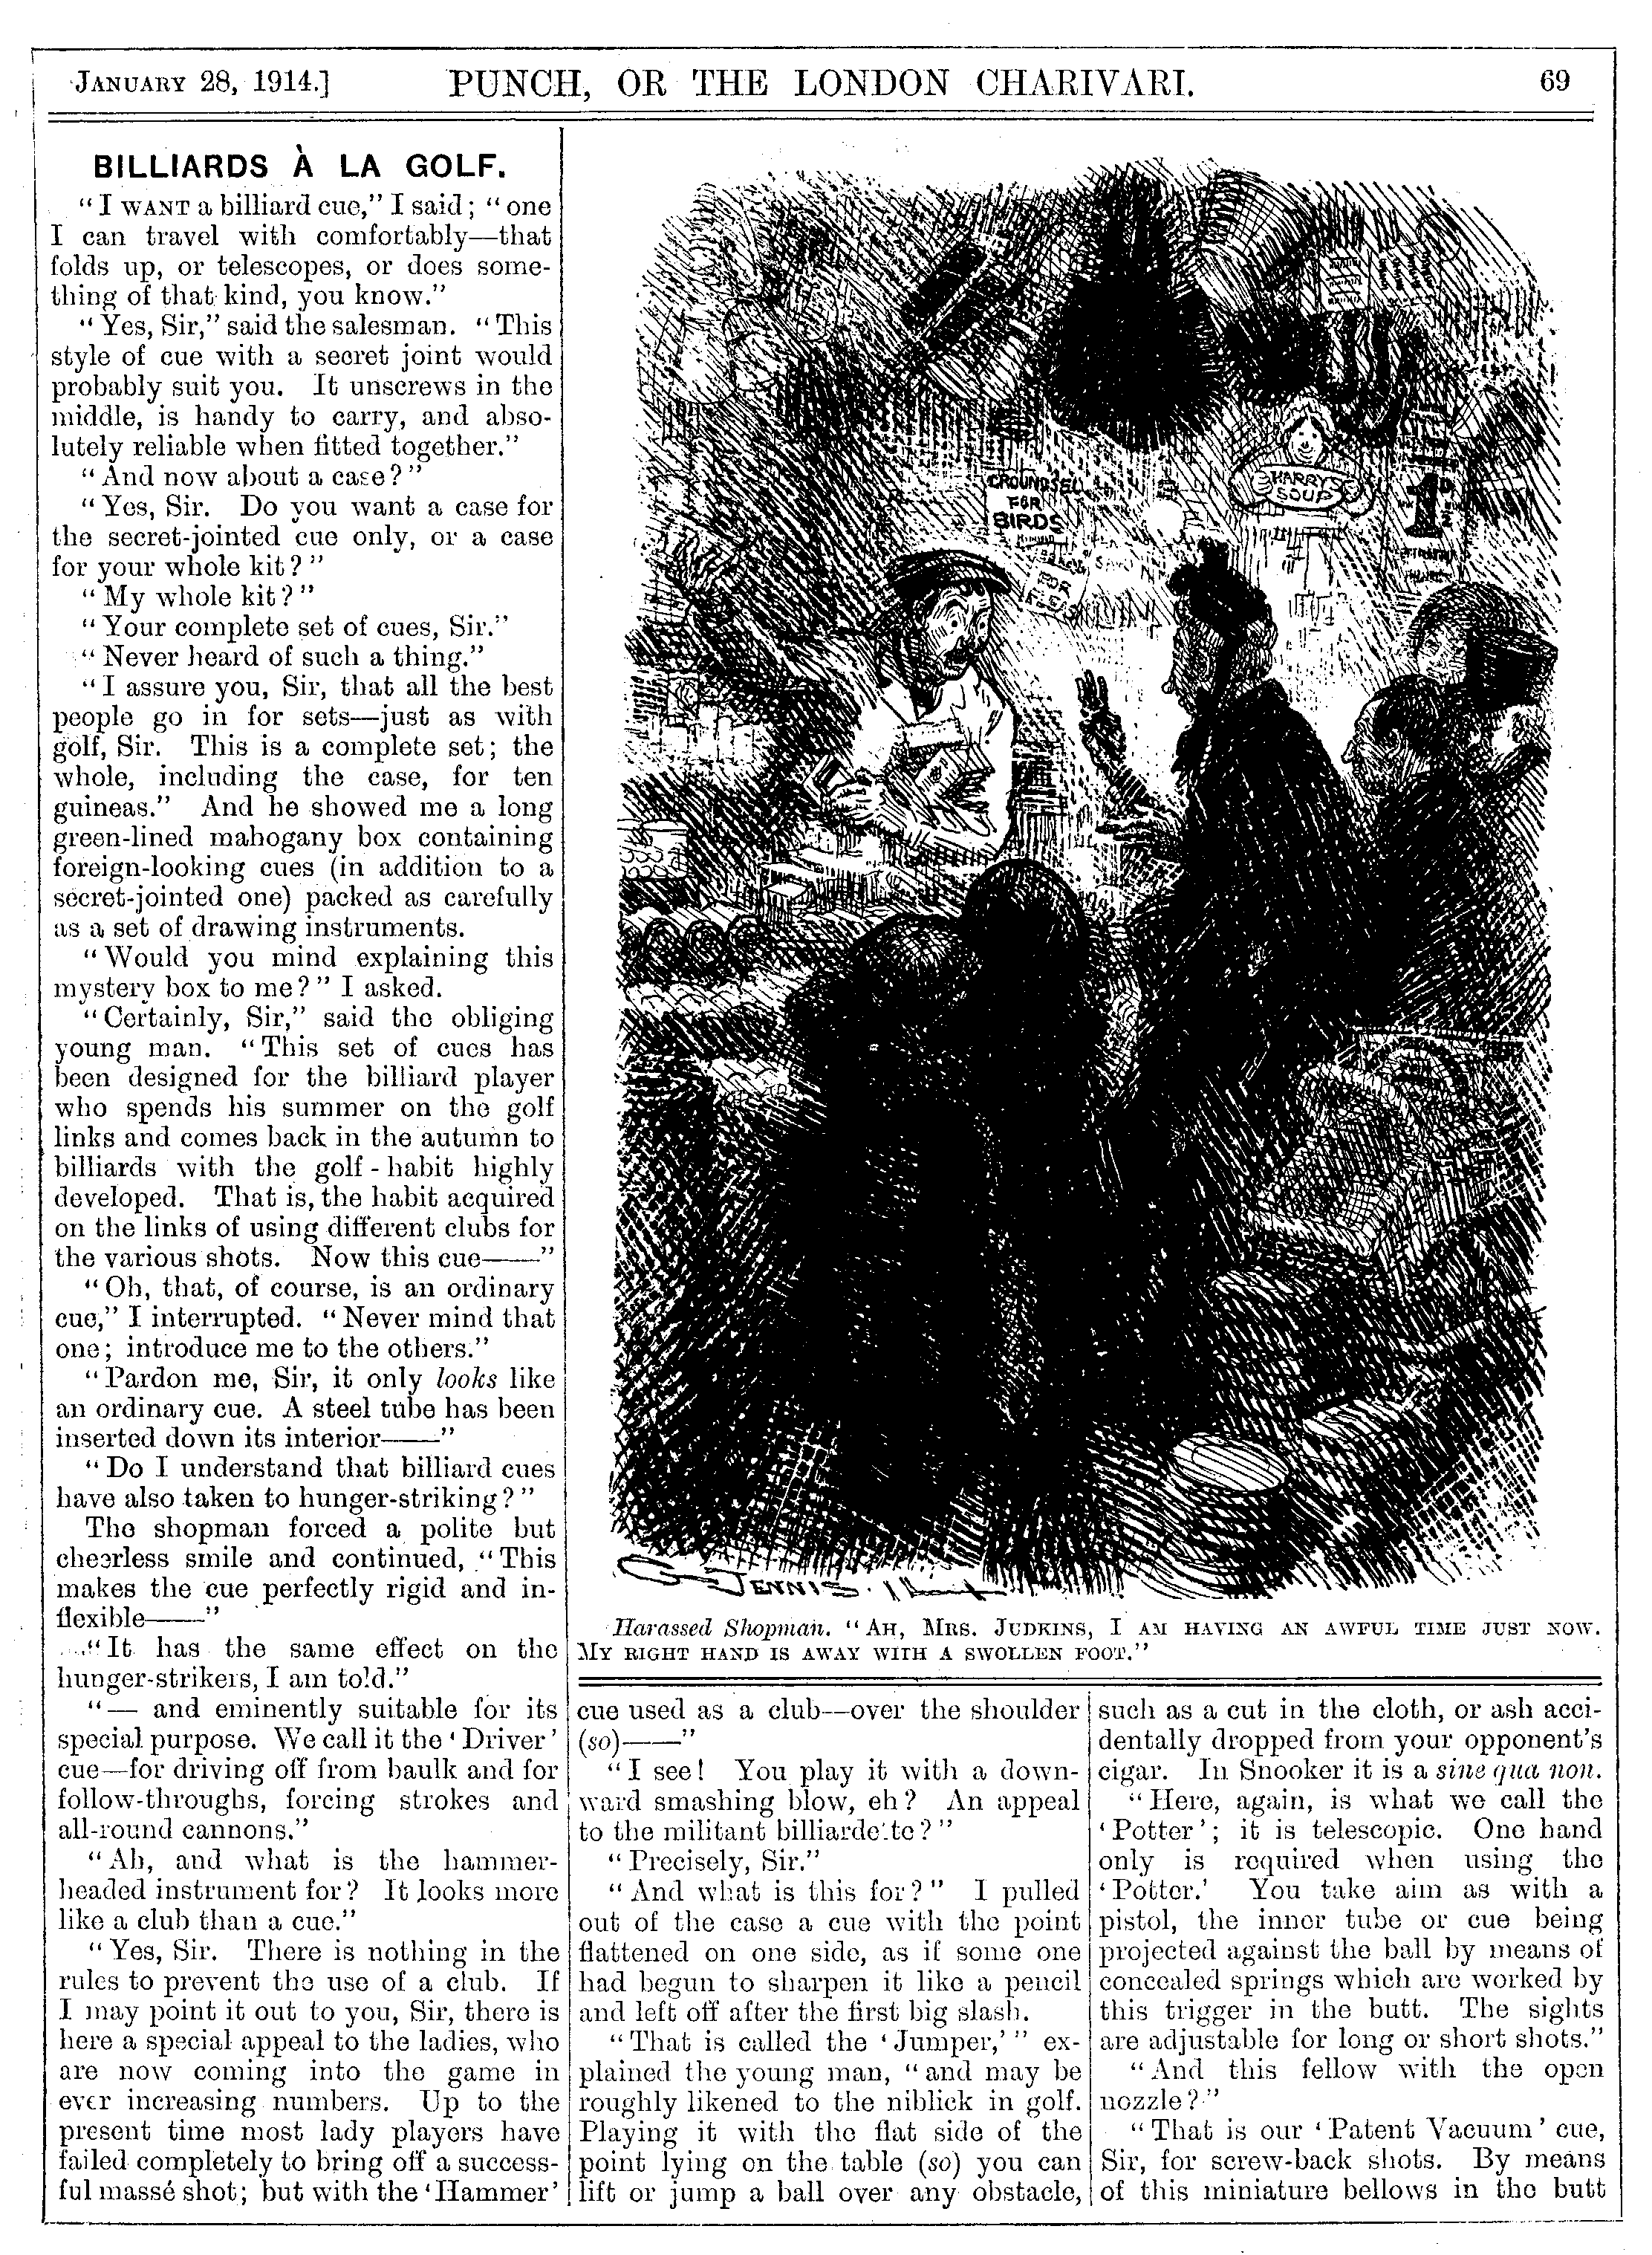 JANUARY 28, 1914.] PUNCH, OR THE LONDON CHARIVARI. 69
BILLIARDS À LA GOLF.
"I WANT a billiard cue," I said; "one
I can travel with comfortably—that
folds up, or telescopes, or does some-
thing of that kind, you know."
"Yes, Sir," said the salesman. "This
style of cue with a secret joint would
probably suit you. It unscrews in the
middle, is handy to carry, and abso-
lutely reliable when fitted together."
"And now about a case?"
"Yes, Sir. Do you want a case for
the secret-jointed cue only, or a case
for your whole kit?"
"My whole kit?"
"Your complete set of cues, Sir."
"Never heard of such a thing."
"I assure you, Sir, that all the best
people go in for sets—just as with
golf, Sir. This is a complete set; the
whole, including the case, for ten
guineas." And he showed me a long
green-lined mahogany box containing
foreign-looking cues (in addition to a
secret-jointed one) packed as carefully
as a set of drawing instruments.
"Would you mind explaining this
mystery box to me?" I asked.
"Certainly, Sir," said the obliging
young man. "This set of cues has
been designed for the billiard player
who spends his summer on the golf
links and comes back in the autumn to
billiards with the golf-habit highly
developed. That is, the habit acquired
on the links of using different clubs for
the various shots. Now this cue——"
"Oh, that, of course, is an ordinary
cue," I interrupted. "Never mind that
one; introduce me to the others."
"Pardon me, Sir, it only looks like
an ordinary cue. A steel tube has been
inserted down its interior——"
"Do I understand that billiard cues
have also taken to hunger-striking?"
The shopman forced a polite but
cheerless smile and continued, "This
makes the cue perfectly rigid and in-
flexible——"
"It has the same effect on the
hunger-strikers, I am told."
"— and eminently suitable for its
special purpose. We call it the 'Driver'
cue—for driving off from baulk and for
follow-throughs, forcing strokes and
all-round cannons."
"Ah, and what is the hammer-
headed instrument for? It looks more
like a club than a cue."
"Yes, Sir. There is nothing in the
rules to prevent the use of a club. If
I may point it out to you, Sir, there is
here a special appeal to the ladies, who
are now coming into the game in
ever increasing numbers. Up to the
present time most lady players have
failed completely to bring off a success-
ful massé shot; but with the 'Hammer'
GROUNDSEL
FOR
BIRDS
FOR
HARRYS
SOUP
1D
G JENNIS
Harassed Shopman. "AH, MRS. JUDKINS, I AM HAVING AN AWFUL TIME JUST NOW.
MY RIGHT HAND IS AWAY WITH A SWOLLEN FOOT."
cue used as a club—over the shoulder
(so)——"
"I see! You play it with a down-
ward smashing blow, eh? An appeal
to the militant billiardette?"
"Precisely, Sir."
"And what is this for?" I pulled
out of the case a cue with the point
flattened on one side, as if some one
had begun to sharpen it like a pencil
and left off after the first big slash.
"That is called the 'Jumper,'" ex-
plained the young man, "and may be
roughly likened to the niblick in golf.
Playing it with the flat side of the
point lying on the table (so) you can
lift or jump a ball over any obstacle,
such as a cut in the cloth, or ash acci-
dentally dropped from your opponent's
cigar. In Snooker it is a sine qua non.
"Here, again, is what we call the
'Potter'; it is telescopic. One hand
only is required when using the
'Potter.' You take aim as with a
pistol, the inner tube or cue being
projected against the ball by means of
concealed springs which are worked by
this trigger in the butt. The sights
are adjustable for long or short shots."
"And this fellow with the open
nozzle?"
"That is our 'Patent Vacuum' cue,
Sir, for screw-back shots. By means
of this miniature bellows in the butt